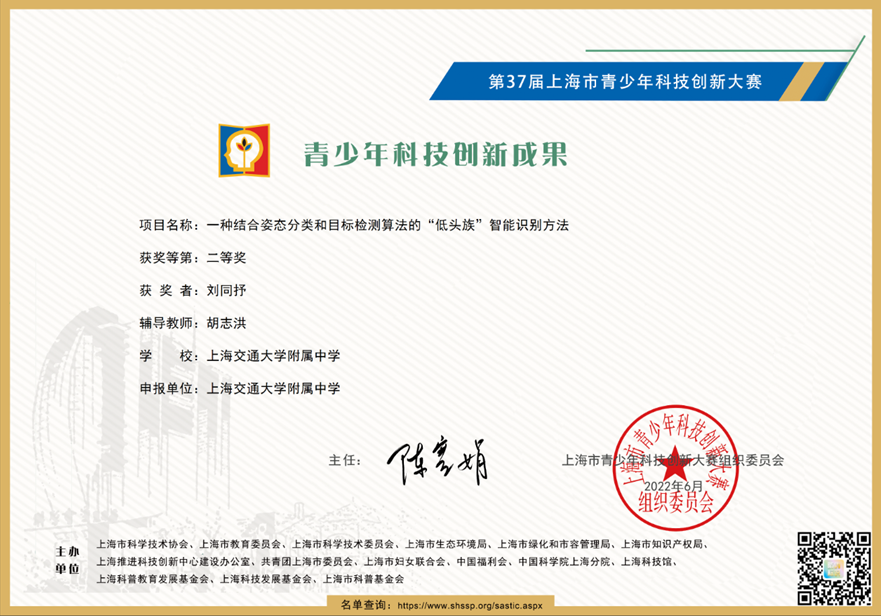 第37届上海市青少年科技创新大赛
青少年科技创新成果
项目名称：一种结合姿态分类和目标检测算法的“低头族”智能识别方法
获奖等第：二等奖
获 奖 者：刘同抒
辅导教师：胡志洪
学 校：上海交通大学附属中学
申报单位：上海交通大学附属中学
主任：
陈寒娟
上海市青少年科技创新大赛组织委员会
2022年6月
上海市青少年科技创新大赛
组织委员会
主办单位
上海市科学技术协会、上海市教育委员会、上海市科学技术委员会、上海市生态环境局、上海市绿化和市容管理局、上海市知识产权局、
上海推进科技创新中心建设办公室、共青团上海市委员会、上海市妇女联合会、中国福利会、中国科学院上海分院、上海科技馆、
上海科普教育发展基金会、上海科技发展基金会、上海市科普基金会
名单查询：https://www.shssp.org/sastic.aspx